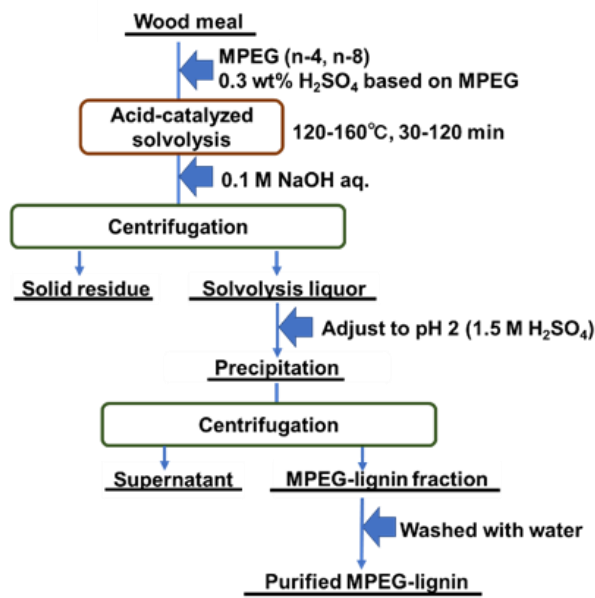 Wood meal
MPEG (n-4, n-8)
0.3 wt% H₂SO₄ based on MPEG
Acid-catalyzed
solvolysis
120-160℃, 30-120 min
0.1 M NaOH aq.
Centrifugation
Solid residue
Solvolysis liquor
Adjust to pH 2 (1.5 M H₂SO₄)
Precipitation
Centrifugation
Supernatant
MPEG-lignin fraction
Washed with water
Purified MPEG-lignin